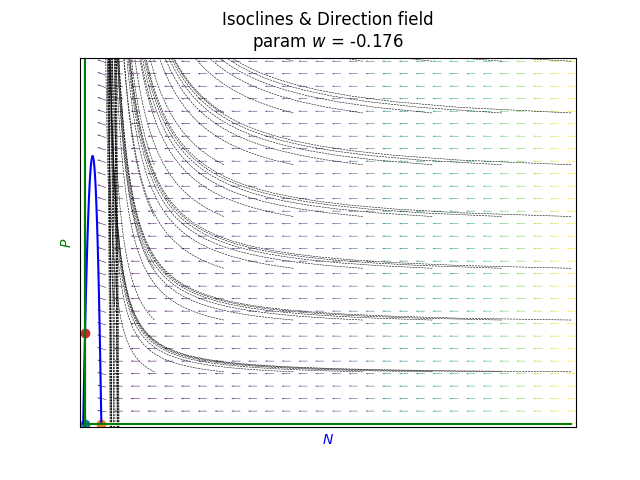 Isoclines & Direction field
param w = -0.176
P
N